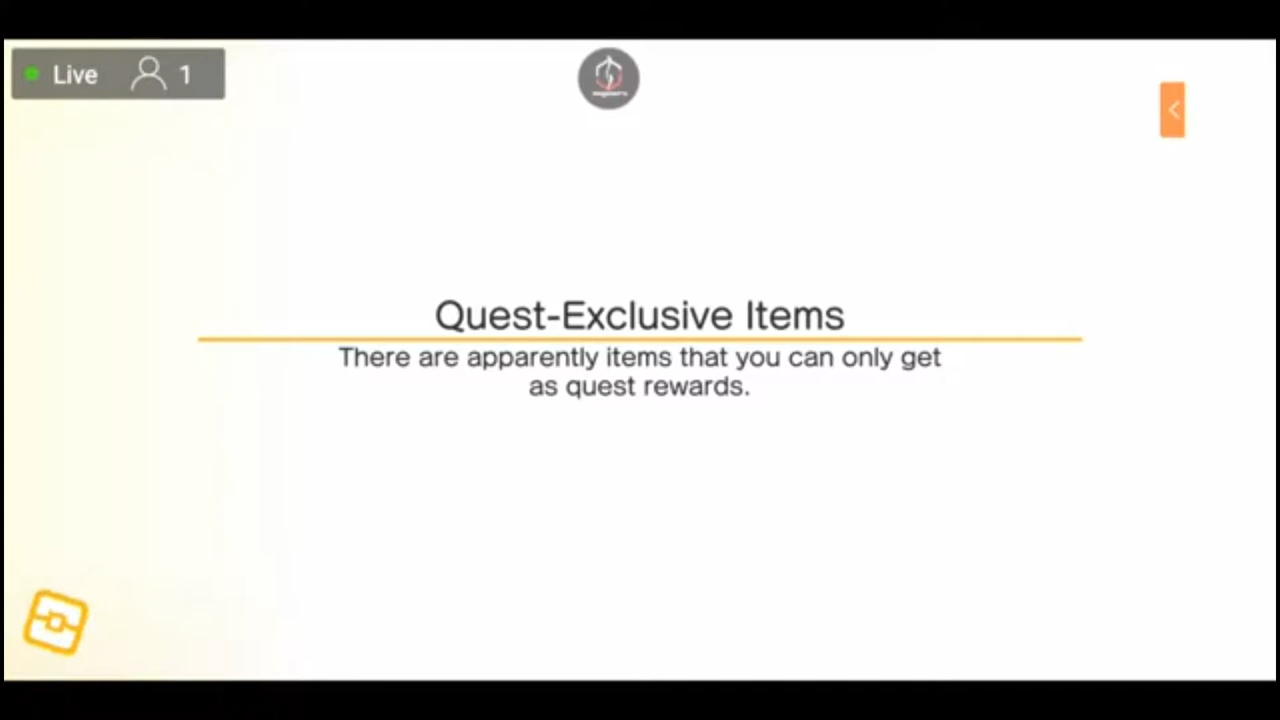 Live 1
Quest-Exclusive Items
There are apparently items that you can only get
as quest rewards.